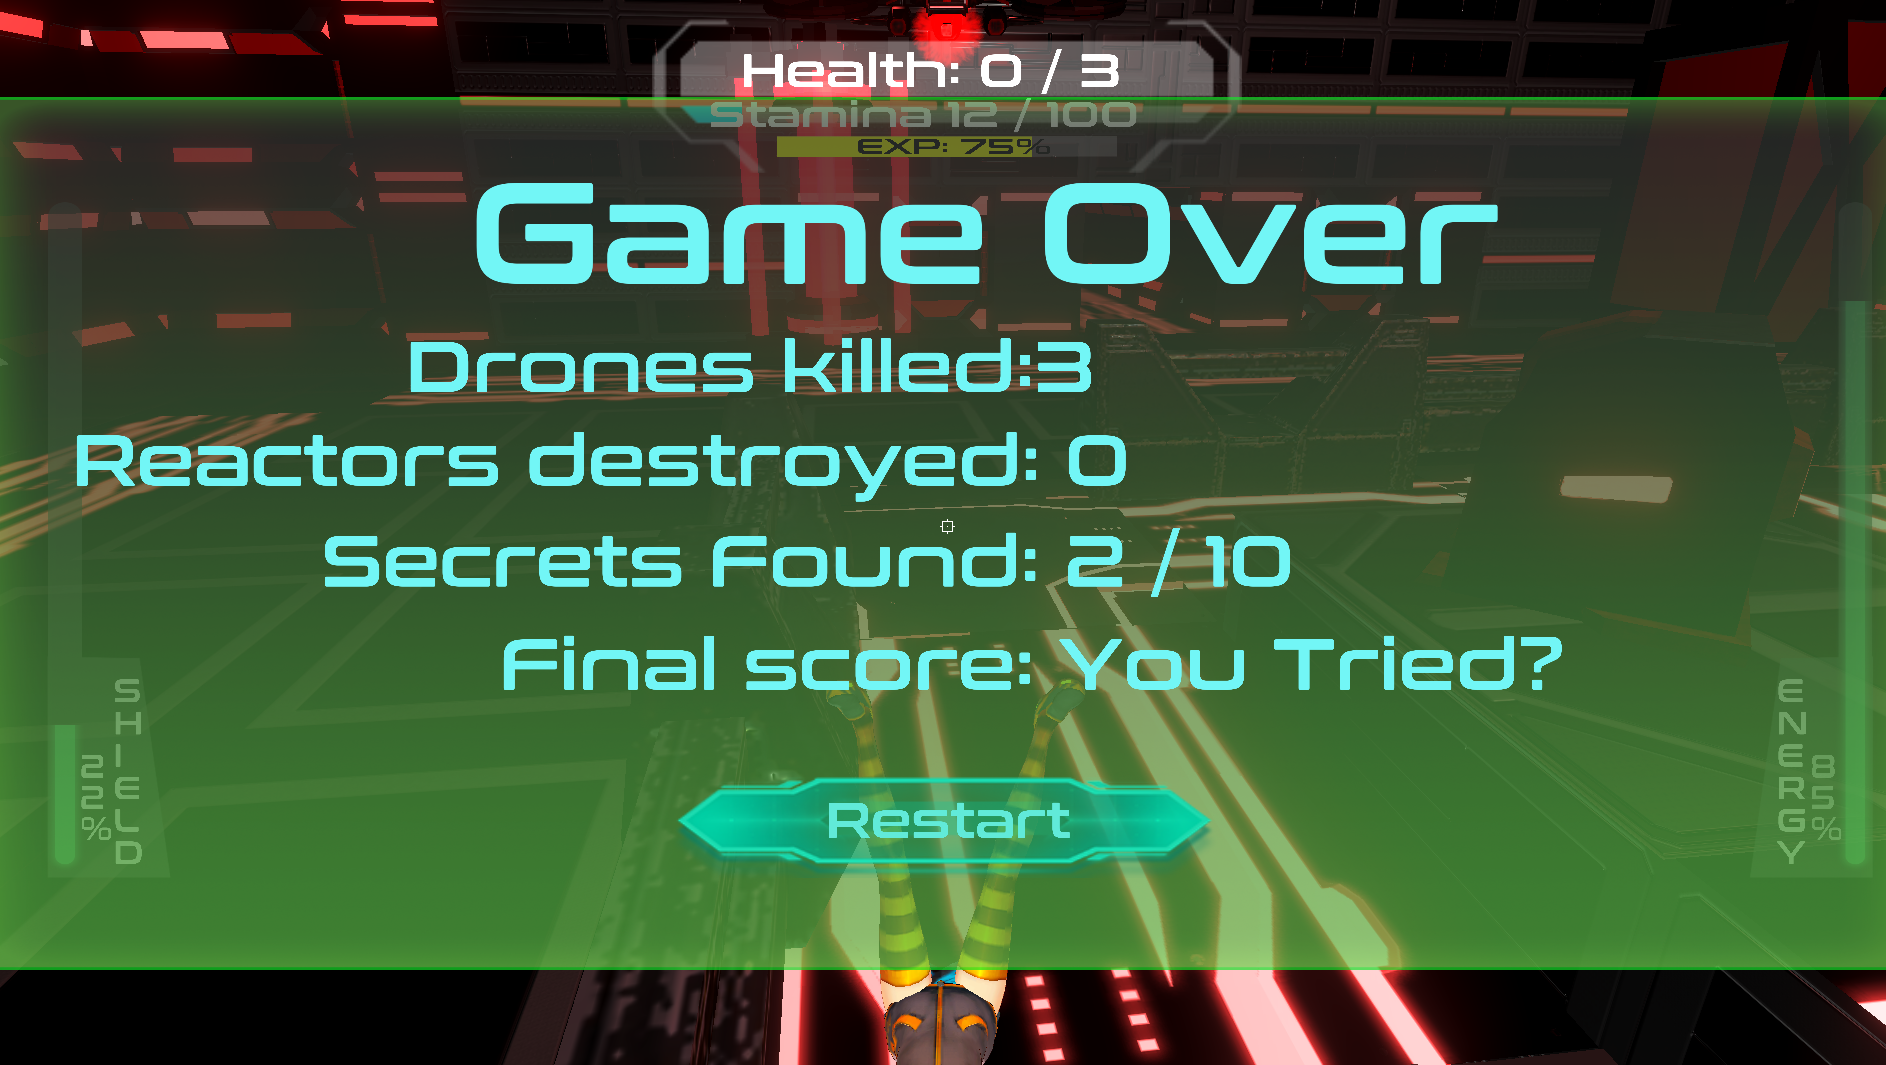 Health: 0 / 3
Stamina 12 / 100
EXP: 75%
Game Over
Drones killed:3
Reactors destroyed: 0
Secrets Found: 2 / 10
Final score: You Tried?
SHIELD
22%
ENERGY
85%
Restart